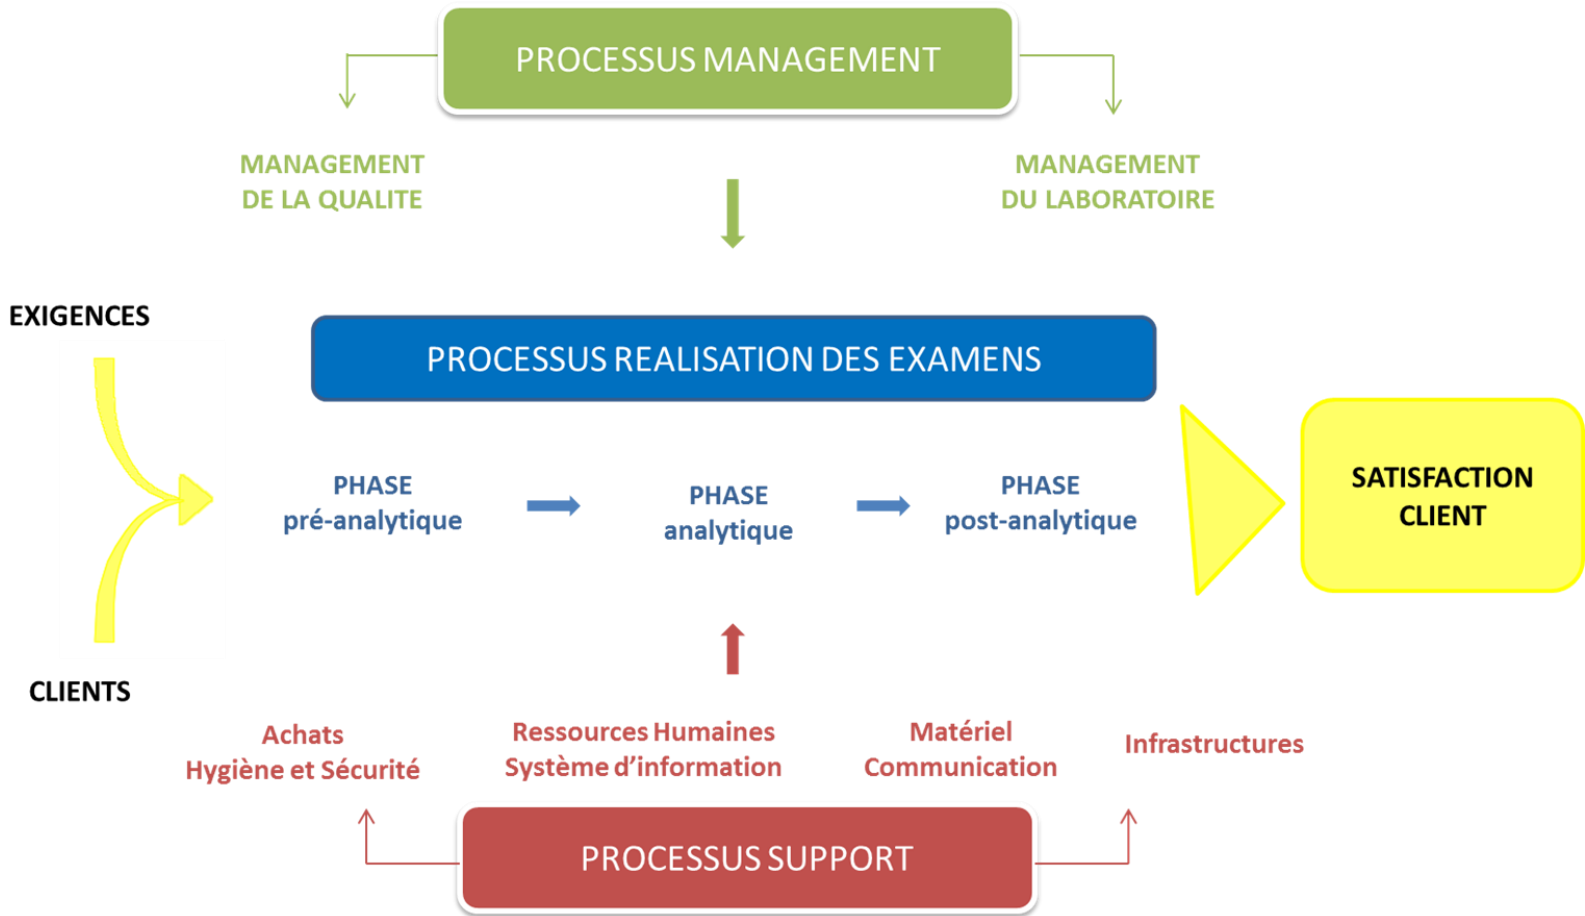 PROCESSUS MANAGEMENT
MANAGEMENT
DE LA QUALITE
MANAGEMENT
DU LABORATOIRE
EXIGENCES
PROCESSUS REALISATION DES EXAMENS
PHASE
pré-analytique
PHASE
analytique
PHASE
post-analytique
SATISFACTION
CLIENT
CLIENTS
Achats
Hygiène et Sécurité
Ressources Humaines
Système d'information
Matériel
Communication
Infrastructures
PROCESSUS SUPPORT